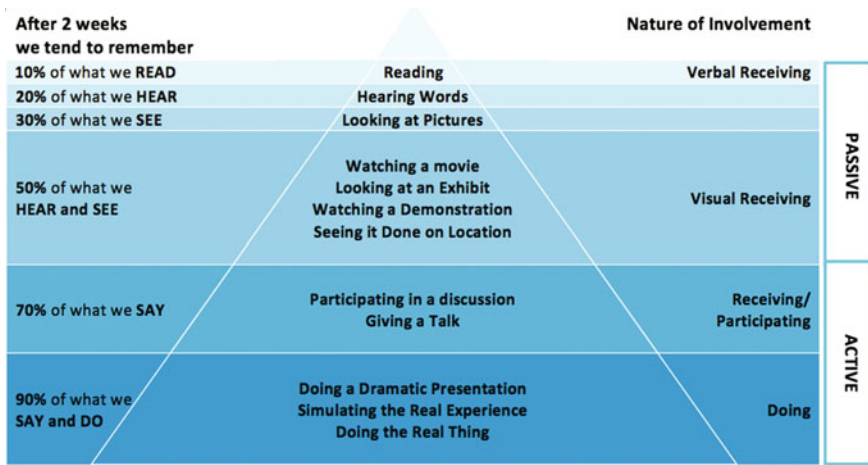 After 2 weeks
we tend to remember
Nature of Involvement
10% of what we READ
Reading
Verbal Receiving
20% of what we HEAR
Hearing Words
30% of what we SEE
Looking at Pictures
50% of what we
HEAR and SEE
Watching a movie
Looking at an Exhibit
Watching a Demonstration
Seeing it Done on Location
Visual Receiving
PASSIVE
70% of what we SAY
Participating in a discussion
Giving a Talk
Receiving/
Participating
90% of what we
SAY and DO
Doing a Dramatic Presentation
Simulating the Real Experience
Doing the Real Thing
Doing
ACTIVE